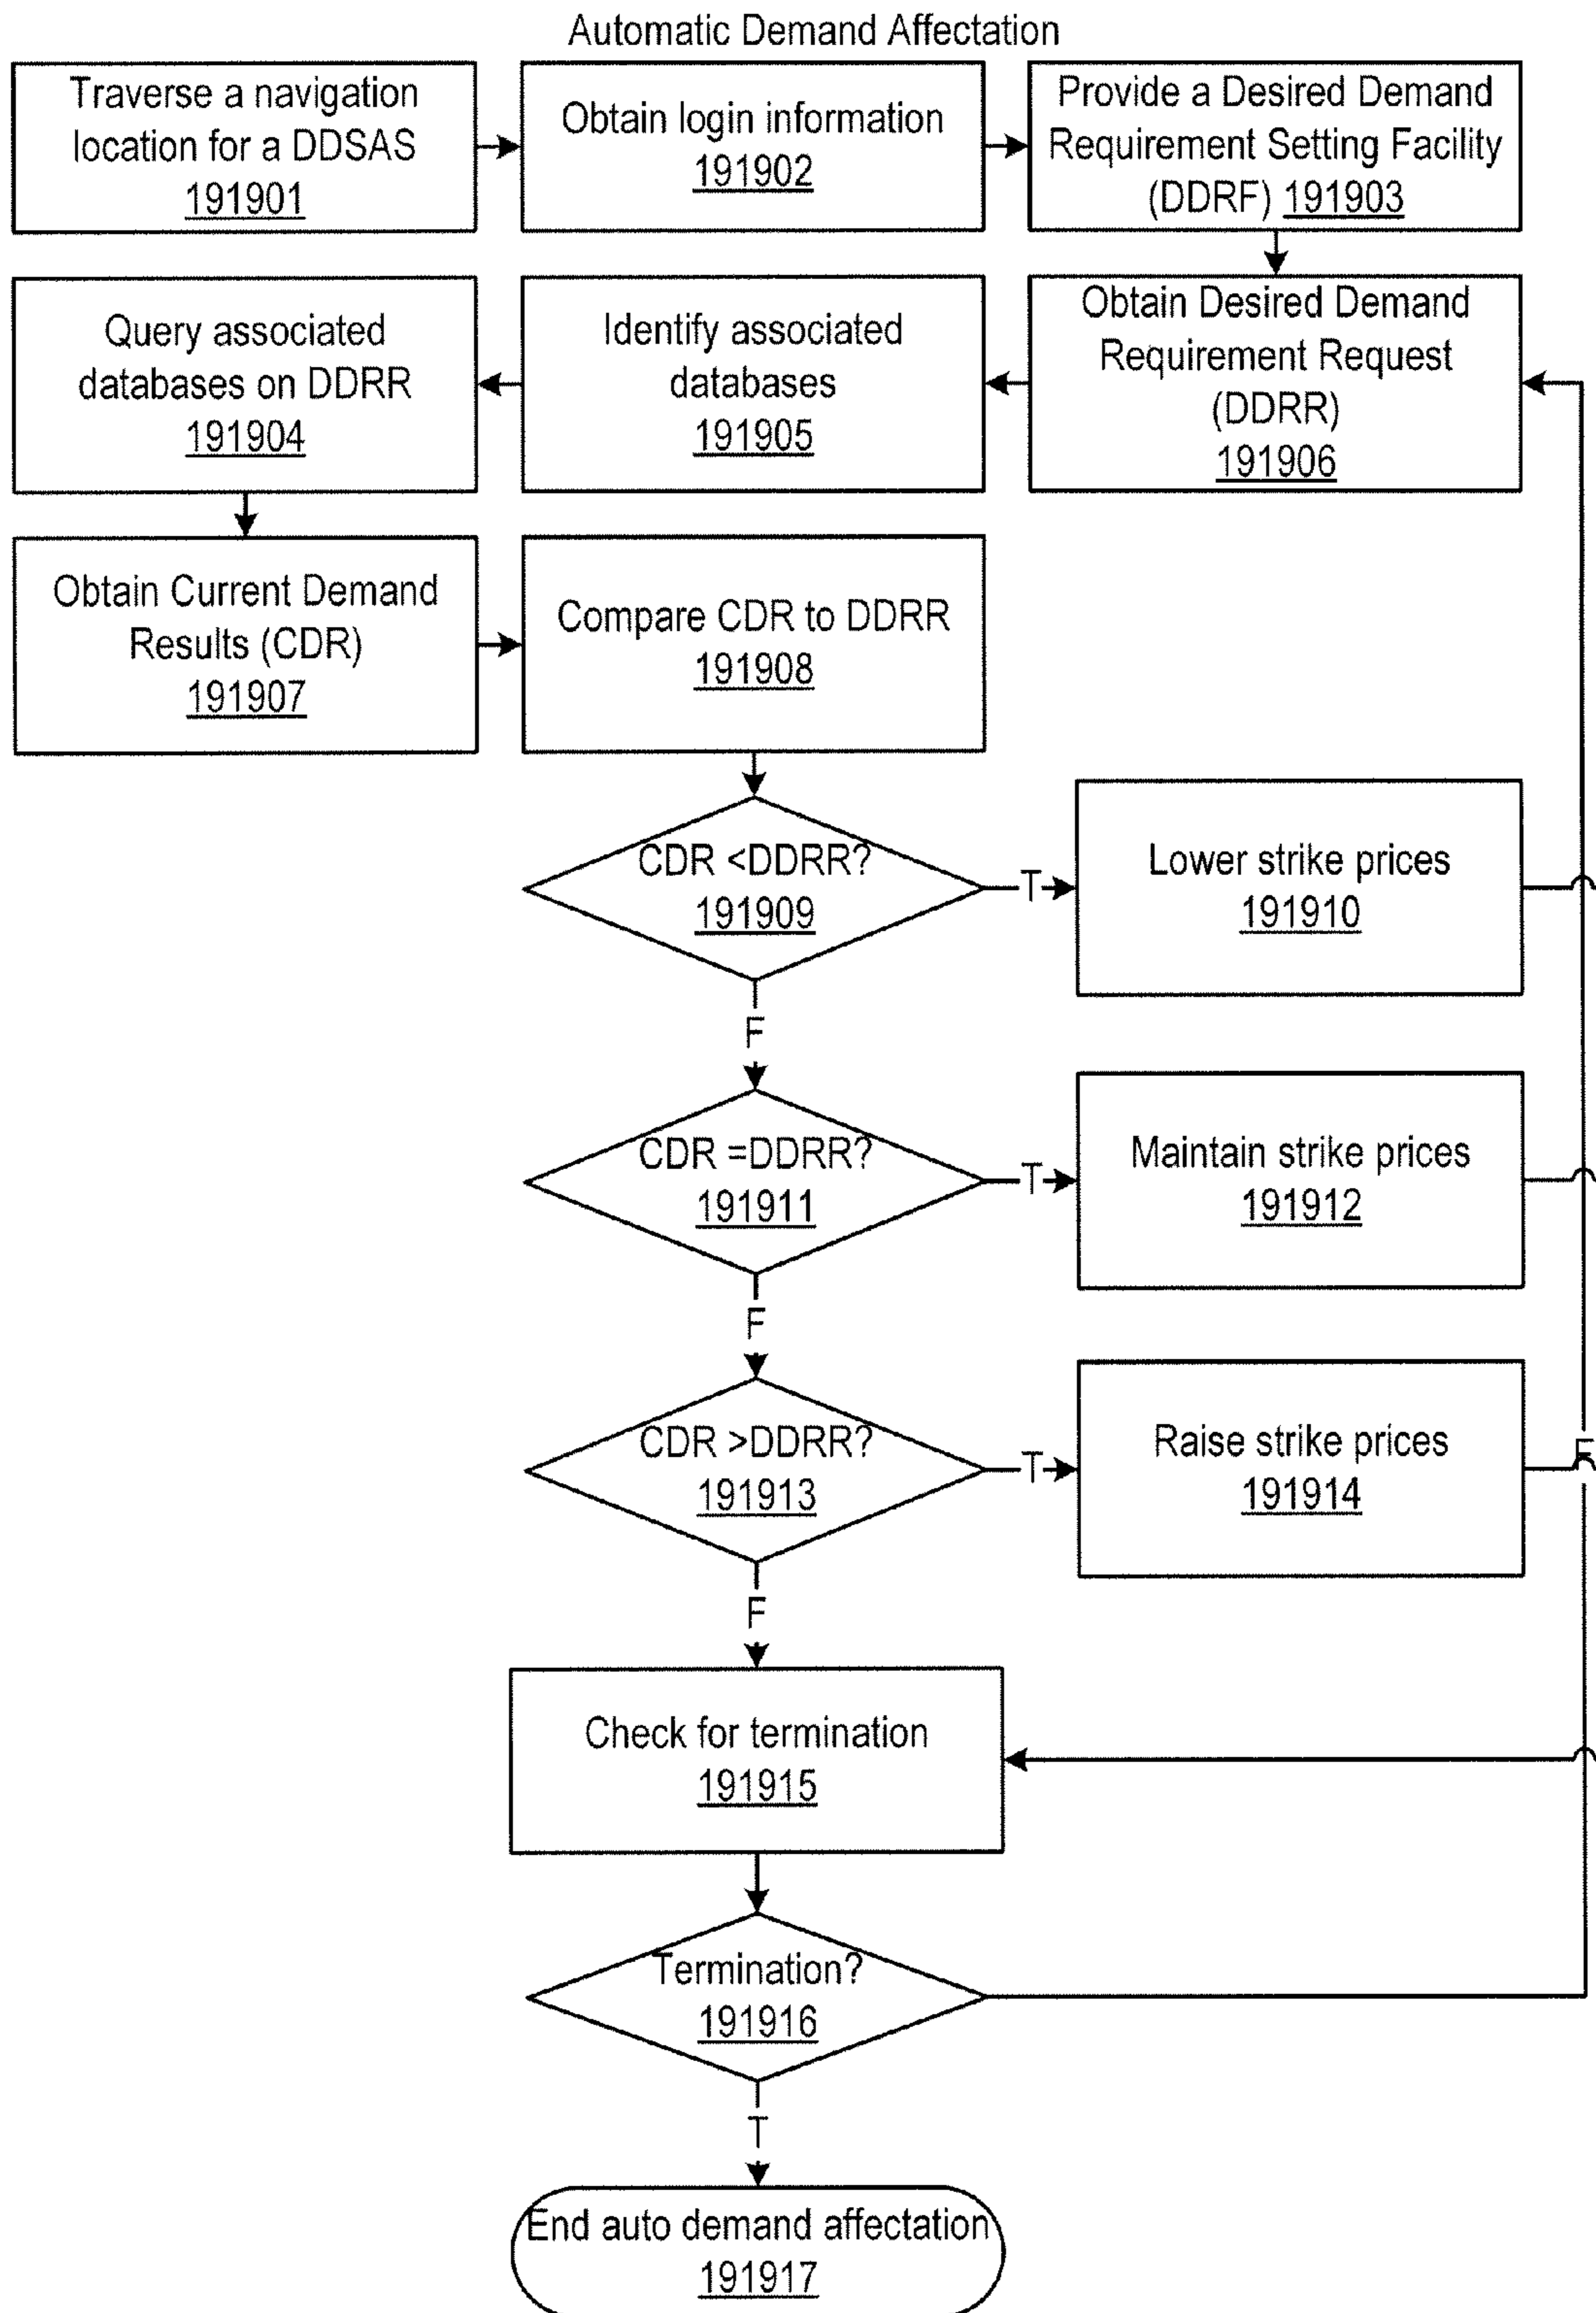 Automatic Demand Affectation
Traverse a navigation
location for a DDSAS
191901
Obtain login information
191902
Provide a Desired Demand
Requirement Setting Facility
(DDRF) 191903
Query associated
databases on DDRR
191904
Identify associated
databases
191905
Obtain Desired Demand
Requirement Request
(DDRR)
191906
Obtain Current Demand
Results (CDR)
191907
Compare CDR to DDRR
191908
CDR <DDRR?
191909
T
Lower strike prices
191910
F
CDR =DDRR?
191911
T
Maintain strike prices
191912
F
CDR >DDRR?
191913
T
Raise strike prices
191914
F
F
Check for termination
191915
Termination?
191916
T
End auto demand affectation
191917